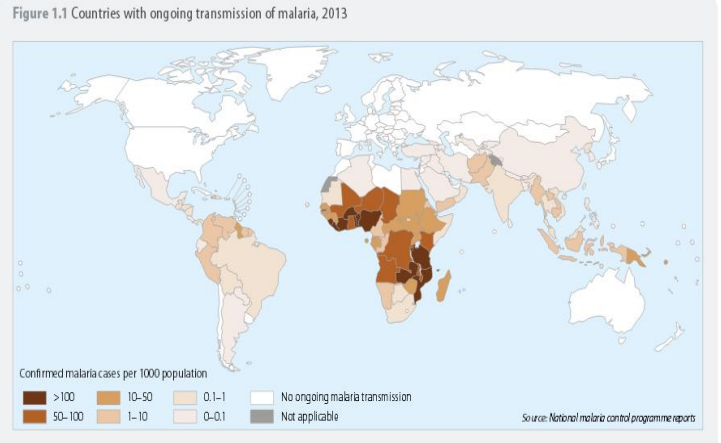 Figure 1.1 Countries with ongoing transmission of malaria, 2013
Confirmed malaria cases per 1000 population
>100
10–50
0.1–1
No ongoing malaria transmission
50–100
1–10
0–0.1
Not applicable
Source: National malaria control programme reports